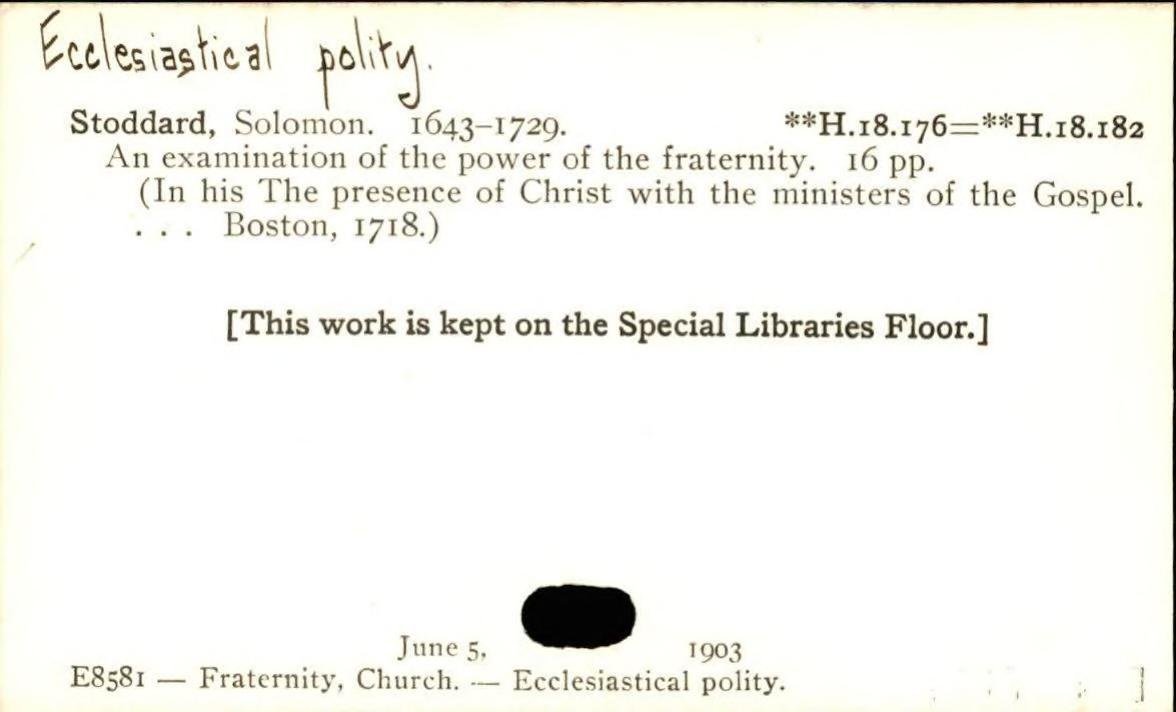 Ecclesiastical polity.
Stoddard, Solomon. 1643–1729. **H.18.176=**H.18.182
An examination of the power of the fraternity. 16 pp.
(In his The presence of Christ with the ministers of the Gospel.
. . . Boston, 1718.)
[This work is kept on the Special Libraries Floor.]
June 5, 1903
E8581 — Fraternity, Church. — Ecclesiastical polity.